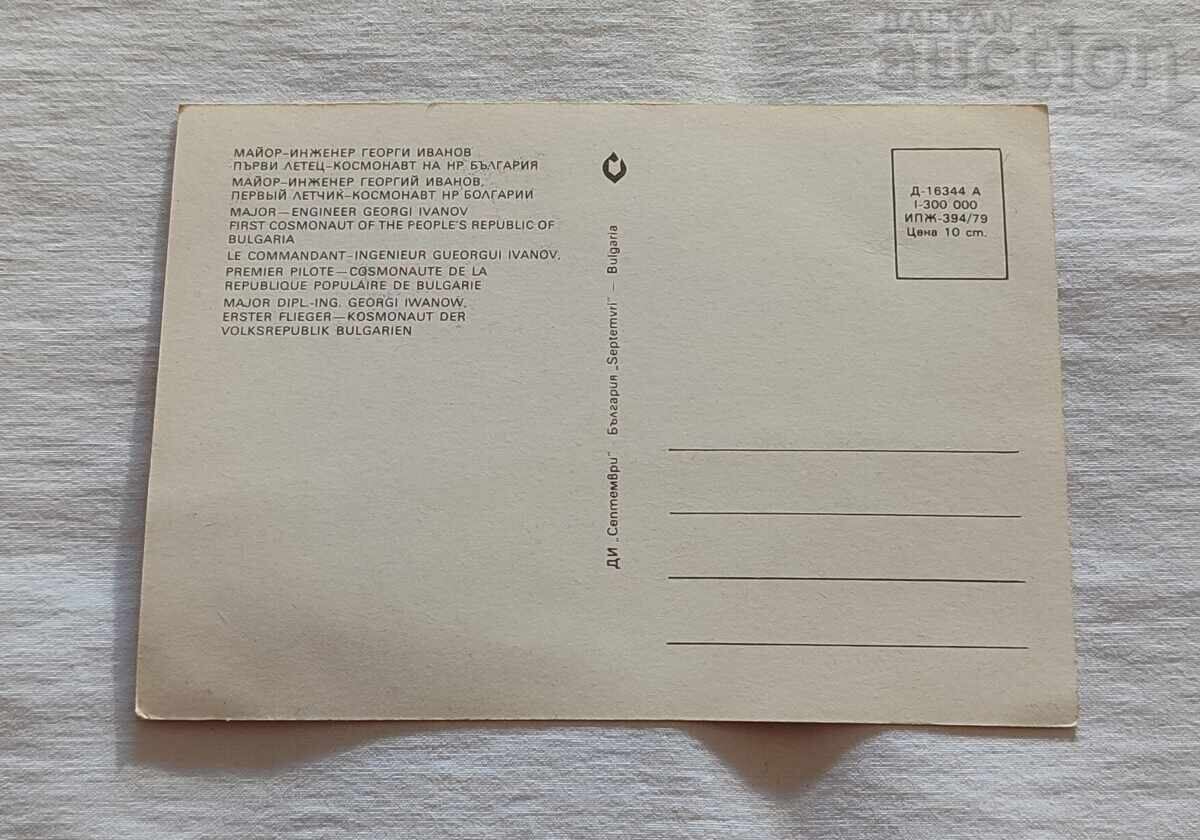 БALKAN
auction
МАЙОР-ИНЖЕНЕР ГЕОРГИ ИВАНОВ
ПЪРВИ ЛЕТЕЦ-КОСМОНАВТ НА НР БЪЛГАРИЯ
МАЙОР-ИНЖЕНЕР ГЕОРГИЙ ИВАНОВ,
ПЕРВЫЙ ЛЕТЧИК-КОСМОНАВТ НР БОЛГАРИИ
MAJOR—ENGINEER GEORGI IVANOV
FIRST COSMONAUT OF THE PEOPLE'S REPUBLIC OF
BULGARIA
LE COMMANDANT-INGENIEUR GUEORGUI IVANOV,
PREMIER PILOTE—COSMONAUTE DE LA
REPUBLIQUE POPULAIRE DE BULGARIE
MAJOR DIPL.-ING. GEORGI IWANOW,
ERSTER FLIEGER—KOSMONAUT DER
VOLKSREPUBLIK BULGARIEN
ДИ „Септември" · България „Septemvri" — Bulgaria
Д-16344 А
I-300 000
ИПЖ-394/79
Цена 10 ст.